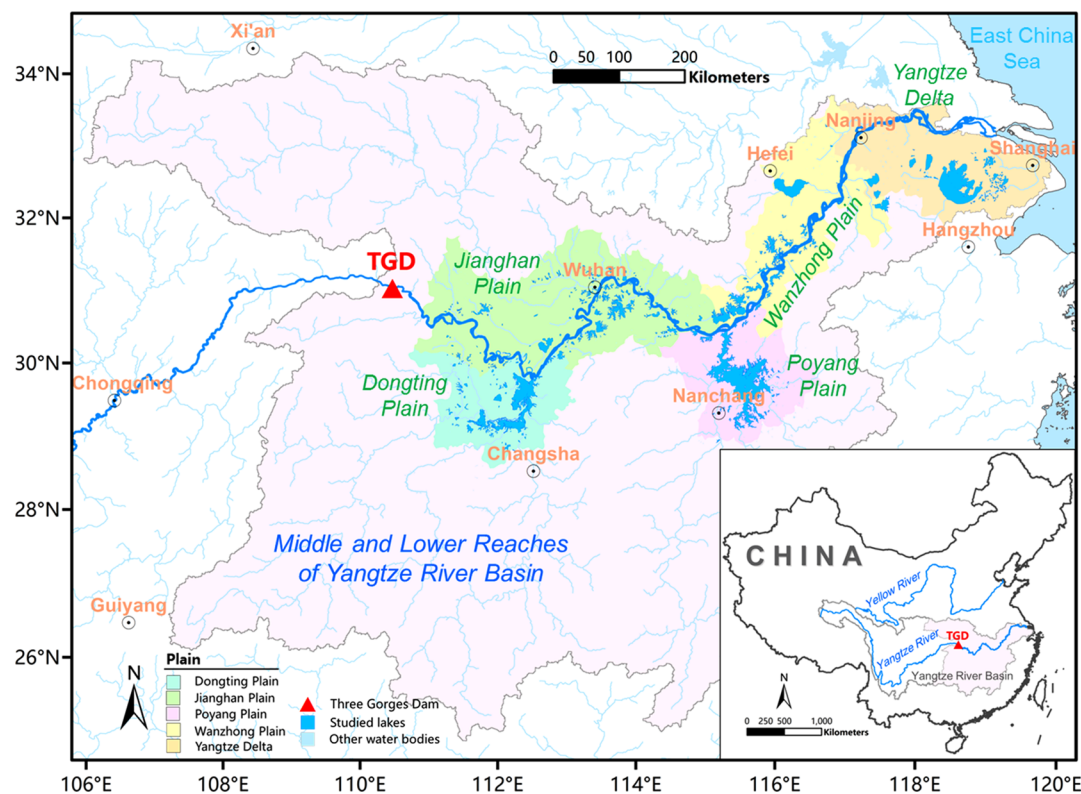 Xi'an
East China
Sea
0 50 100 200
Kilometers
34°N
Yangtze
Delta
Nanjing
Hefei
Shanghai
32°N
Hangzhou
TGD
Jianghan
Plain
Wuban
Wanzhong Plain
30°N
Chongqing
Dongting
Plain
Poyang
Plain
Nanchang
Changsha
28°N
Middle and Lower Reaches
of Yangtze River Basin
CHINA
Yellow River
Yangtze River
TGD
Yangtze River Basin
N
0 250 500 1,000
Kilometers
Guiyang
26°N
N
Plain
Dongting Plain
Jianghan Plain
Poyang Plain
Wanzhong Plain
Yangtze Delta
Three Gorges Dam
Studied lakes
Other water bodies
106°E 108°E 110°E 112°E 114°E 116°E 118°E 120°E